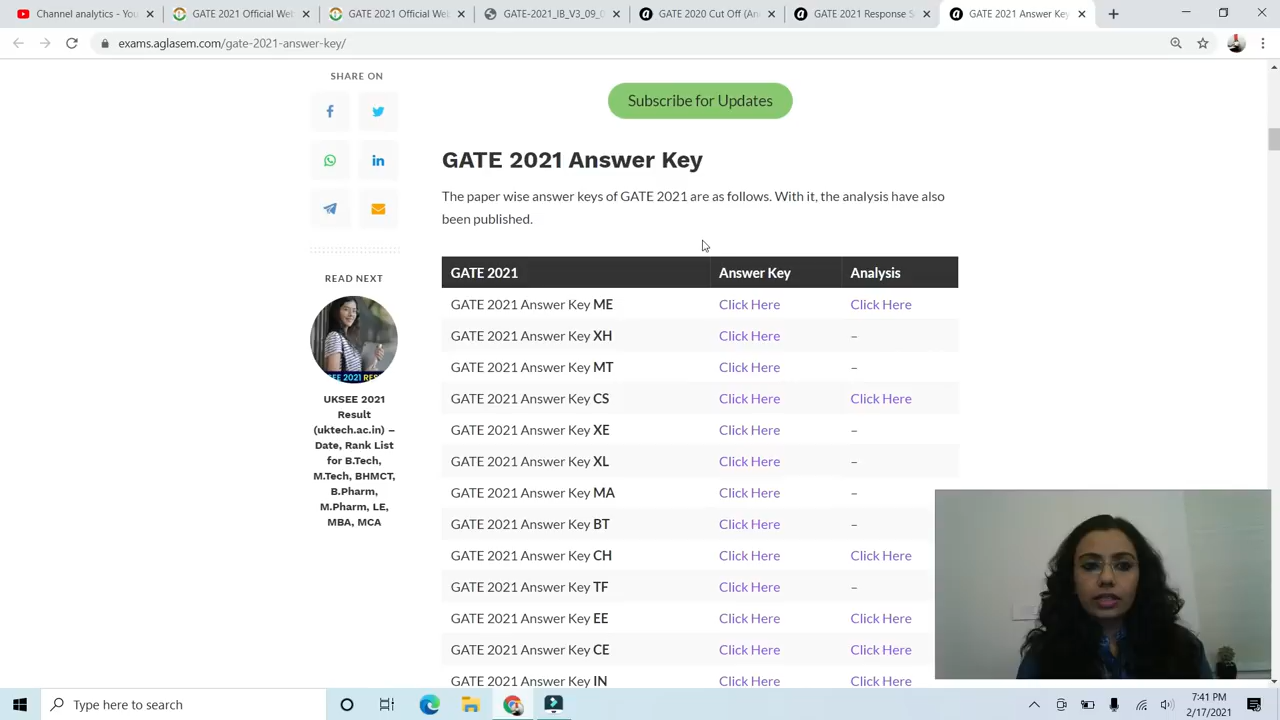 Channel analytics - You
GATE 2021 Official Web
GATE 2021 Official Web
GATE-2021_IB_V3_09_0
GATE 2020 Cut Off (An
GATE 2021 Response S
GATE 2021 Answer Key
exams.aglasem.com/gate-2021-answer-key/
SHARE ON
READ NEXT
UKSEE 2021
Result
(uktech.ac.in) –
Date, Rank List
for B.Tech,
M.Tech, BHMCT,
B.Pharm,
M.Pharm, LE,
MBA, MCA
Subscribe for Updates
GATE 2021 Answer Key
The paper wise answer keys of GATE 2021 are as follows. With it, the analysis have also
been published.
GATE 2021 Answer Key Analysis
GATE 2021 Answer Key ME Click Here Click Here
GATE 2021 Answer Key XH Click Here –
GATE 2021 Answer Key MT Click Here –
GATE 2021 Answer Key CS Click Here Click Here
GATE 2021 Answer Key XE Click Here –
GATE 2021 Answer Key XL Click Here –
GATE 2021 Answer Key MA Click Here –
GATE 2021 Answer Key BT Click Here –
GATE 2021 Answer Key CH Click Here Click Here
GATE 2021 Answer Key TF Click Here –
GATE 2021 Answer Key EE Click Here Click Here
GATE 2021 Answer Key CE Click Here Click Here
GATE 2021 Answer Key IN Click Here Click Here
Type here to search
7:41 PM
2/17/2021